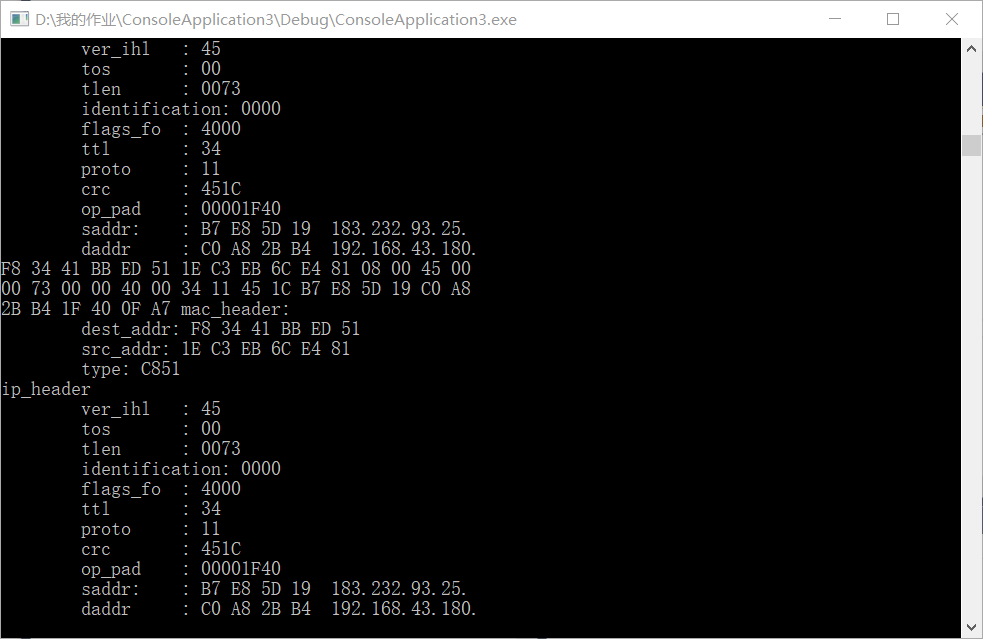 D:\我的作业\ConsoleApplication3\Debug\ConsoleApplication3.exe
ver_ihl : 45
tos : 00
tlen : 0073
identification: 0000
flags_fo : 4000
ttl : 34
proto : 11
crc : 451C
op_pad : 00001F40
saddr: : B7 E8 5D 19 183.232.93.25.
daddr : C0 A8 2B B4 192.168.43.180.
F8 34 41 BB ED 51 1E C3 EB 6C E4 81 08 00 45 00
00 73 00 00 40 00 34 11 45 1C B7 E8 5D 19 C0 A8
2B B4 1F 40 0F A7 mac_header:
dest_addr: F8 34 41 BB ED 51
src_addr: 1E C3 EB 6C E4 81
type: C851
ip_header
ver_ihl : 45
tos : 00
tlen : 0073
identification: 0000
flags_fo : 4000
ttl : 34
proto : 11
crc : 451C
op_pad : 00001F40
saddr: : B7 E8 5D 19 183.232.93.25.
daddr : C0 A8 2B B4 192.168.43.180.